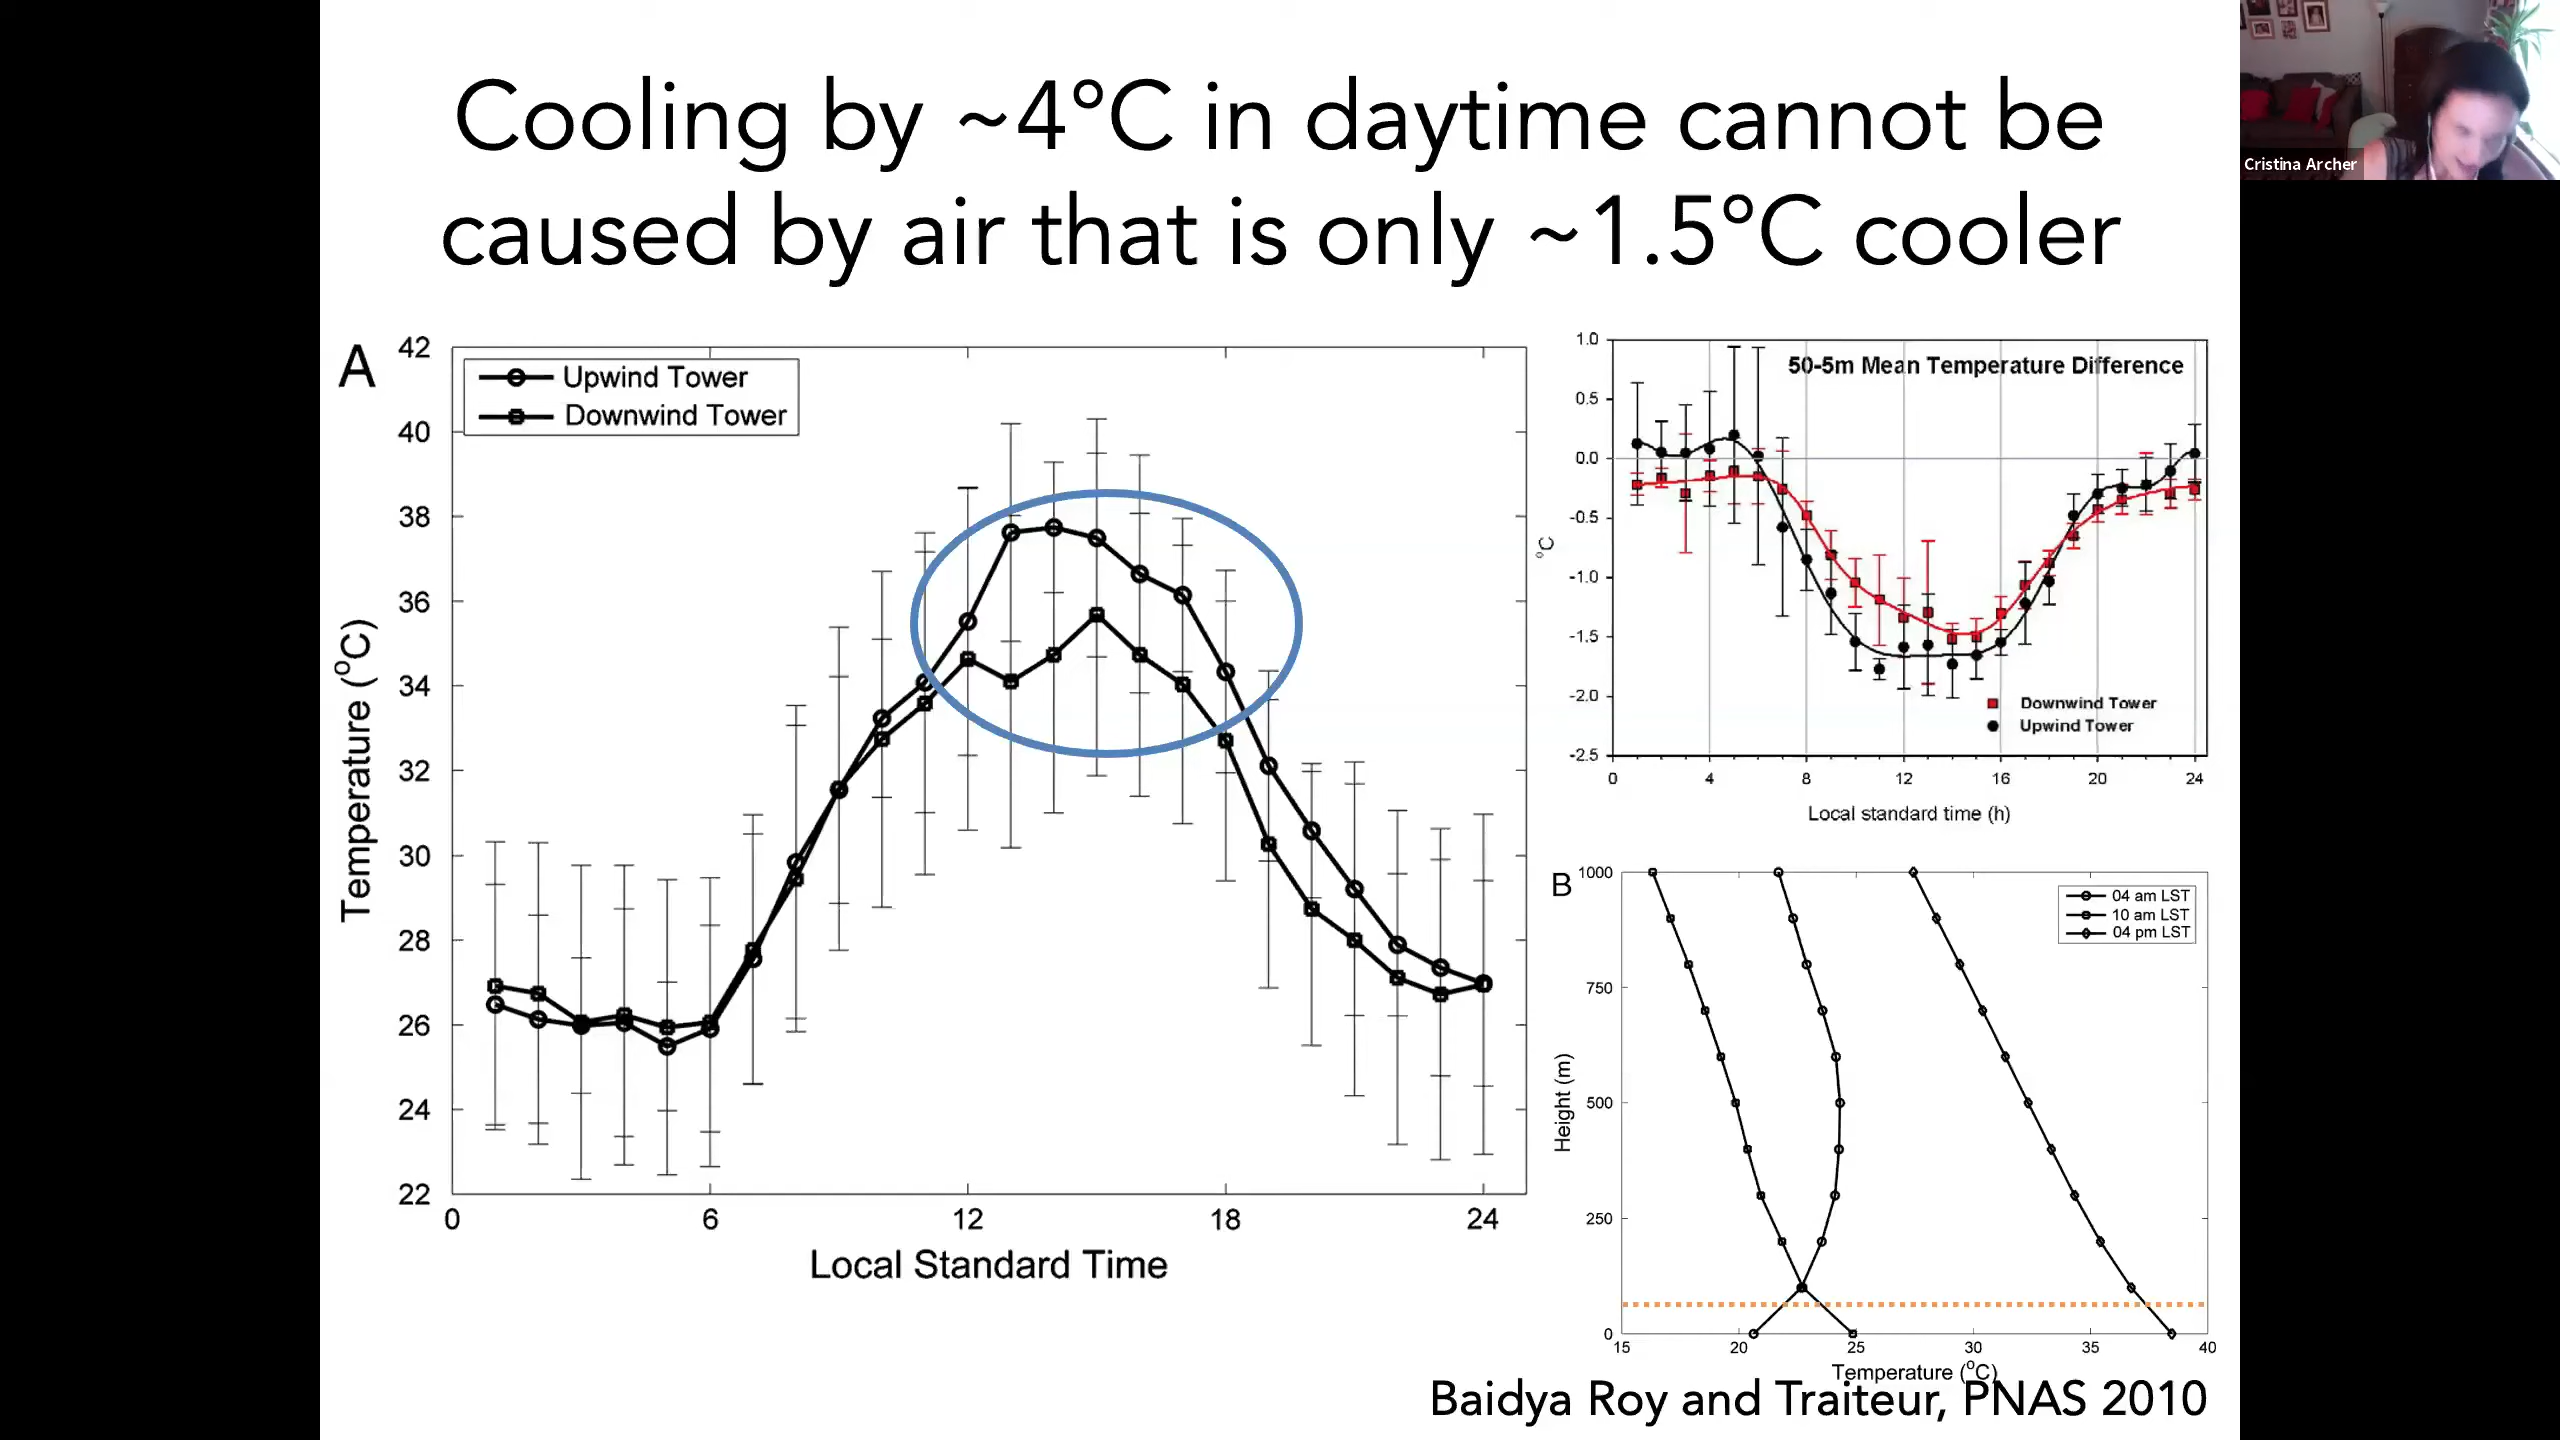 Cooling by ~4°C in daytime cannot be
caused by air that is only ~1.5°C cooler
Cristina Archer
A
Upwind Tower
Downwind Tower
42
40
38
36
34
32
30
28
26
24
22
Temperature (°C)
0 6 12 18 24
Local Standard Time
50-5m Mean Temperature Difference
1.0
0.5
0.0
-0.5
-1.0
-1.5
-2.0
-2.5
°C
Downwind Tower
Upwind Tower
0 4 8 12 16 20 24
Local standard time (h)
B
04 am LST
10 am LST
04 pm LST
1000
750
500
250
0
Height (m)
15 20 25 30 35 40
Temperature (°C)
Baidya Roy and Traiteur, PNAS 2010